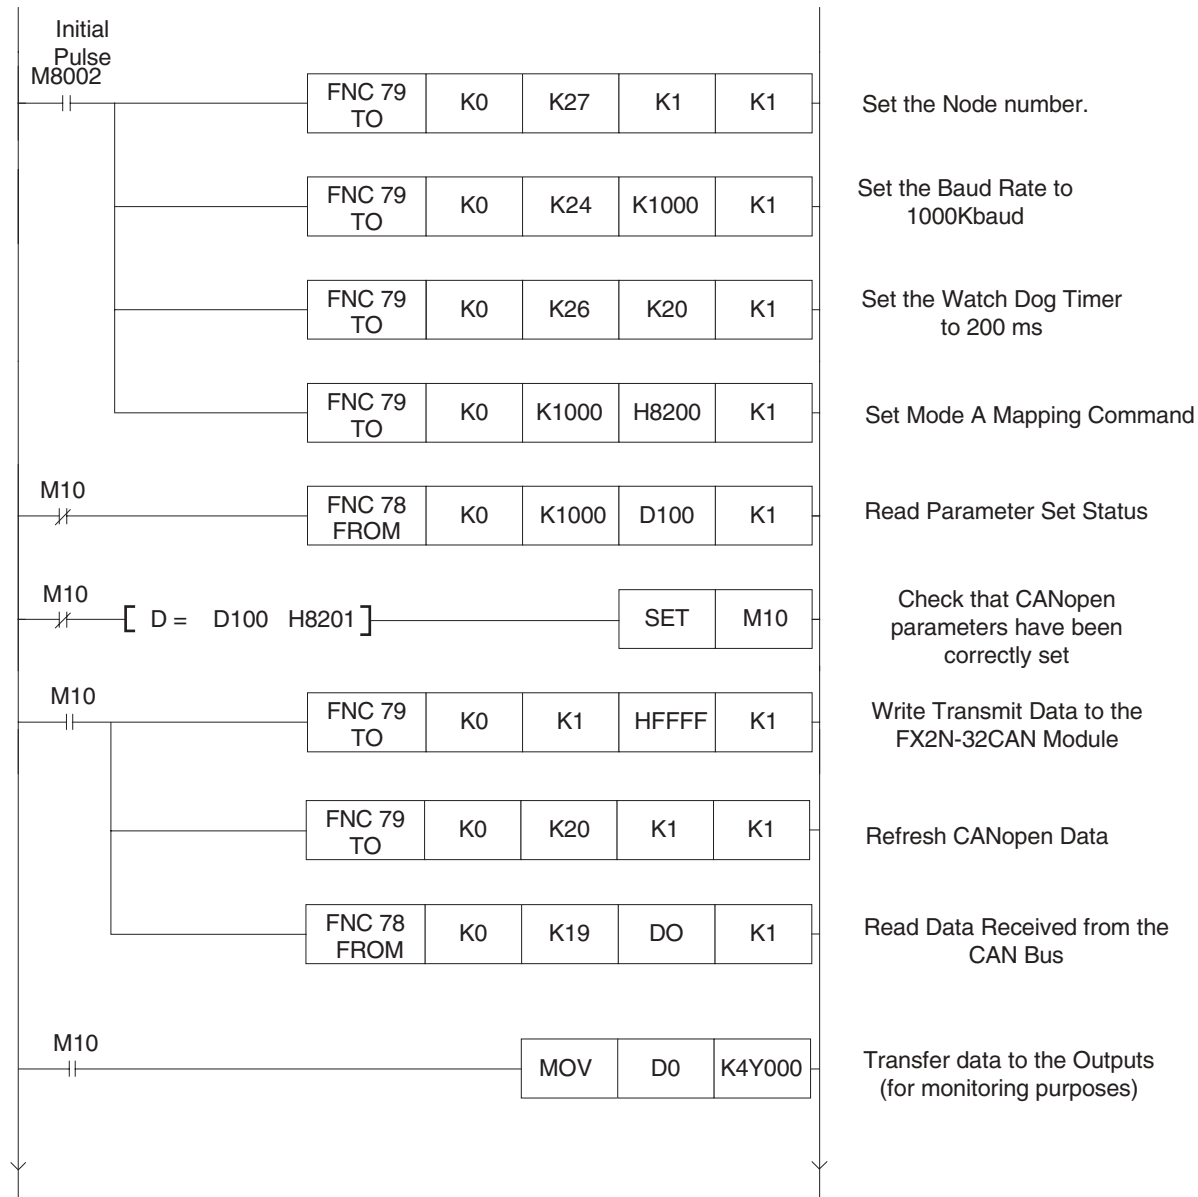 Initial
Pulse
M8002
FNC 79
TO
K0
K27
K1
K1
Set the Node number.
FNC 79
TO
K0
K24
K1000
K1
Set the Baud Rate to
1000Kbaud
FNC 79
TO
K0
K26
K20
K1
Set the Watch Dog Timer
to 200 ms
FNC 79
TO
K0
K1000
H8200
K1
Set Mode A Mapping Command
M10
FNC 78
FROM
K0
K1000
D100
K1
Read Parameter Set Status
M10
[ D = D100 H8201 ]
SET
M10
Check that CANopen
parameters have been
correctly set
M10
FNC 79
TO
K0
K1
HFFFF
K1
Write Transmit Data to the
FX2N-32CAN Module
FNC 79
TO
K0
K20
K1
K1
Refresh CANopen Data
FNC 78
FROM
K0
K19
DO
K1
Read Data Received from the
CAN Bus
M10
MOV
D0
K4Y000
Transfer data to the Outputs
(for monitoring purposes)